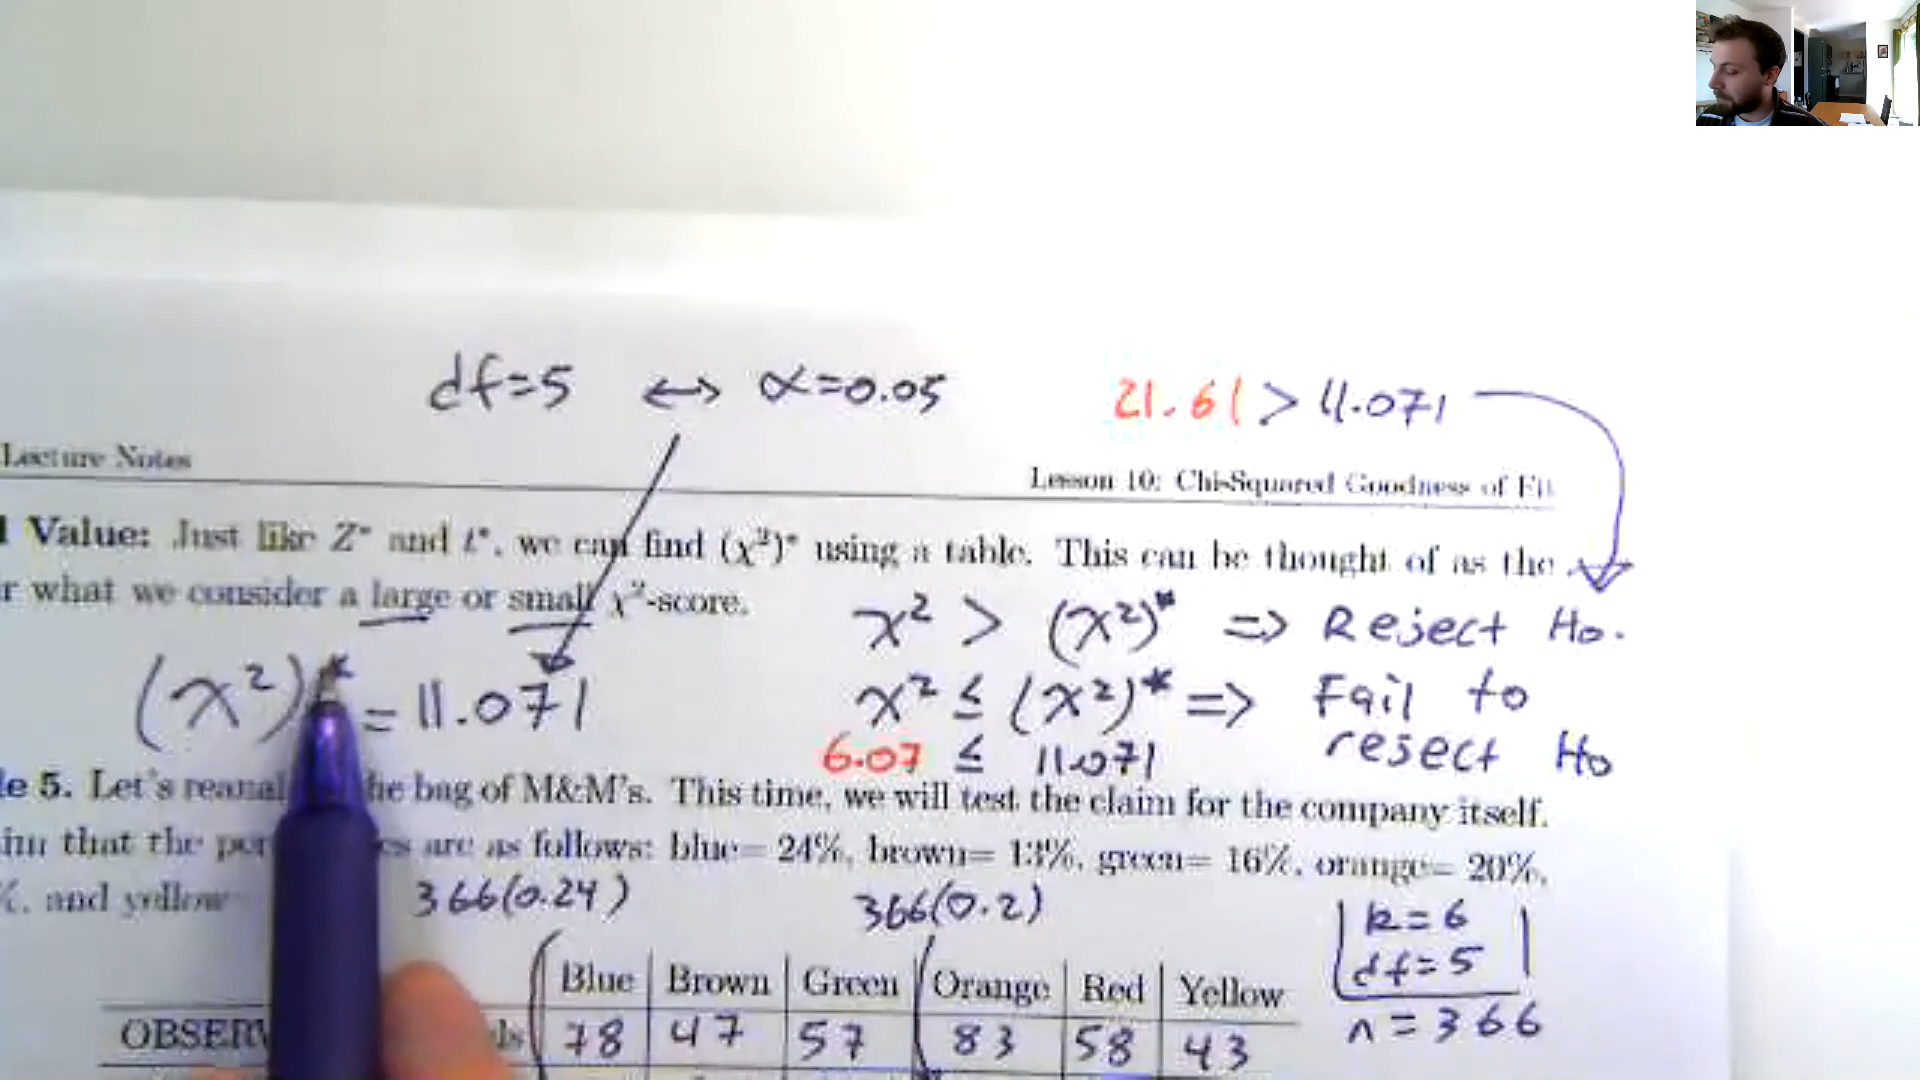 df=5 ↔ α=0.05
21.61 > 11.071
Lecture Notes
Lesson 10: Chi-Squared Goodness of Fit
Value: Just like Z* and t*, we can find (χ²)* using a table. This can be thought of as the
what we consider a large or small χ²-score.
χ² > (χ²)* => Reject Ho.
(χ²)* = 11.071
χ² ≤ (χ²)* => Fail to
reject Ho
6.07 ≤ 11.071
5. Let's the bag of M&M's. This time, we will test the claim for the company itself.
that the are as follows: blue= 24%, brown= 13%, green= 16%, orange= 20%,
%, and yellow
366(0.24) 366(0.2)
k=6
df=5
n=366
Blue Brown Green Orange Red Yellow
78 47 57 83 58 43